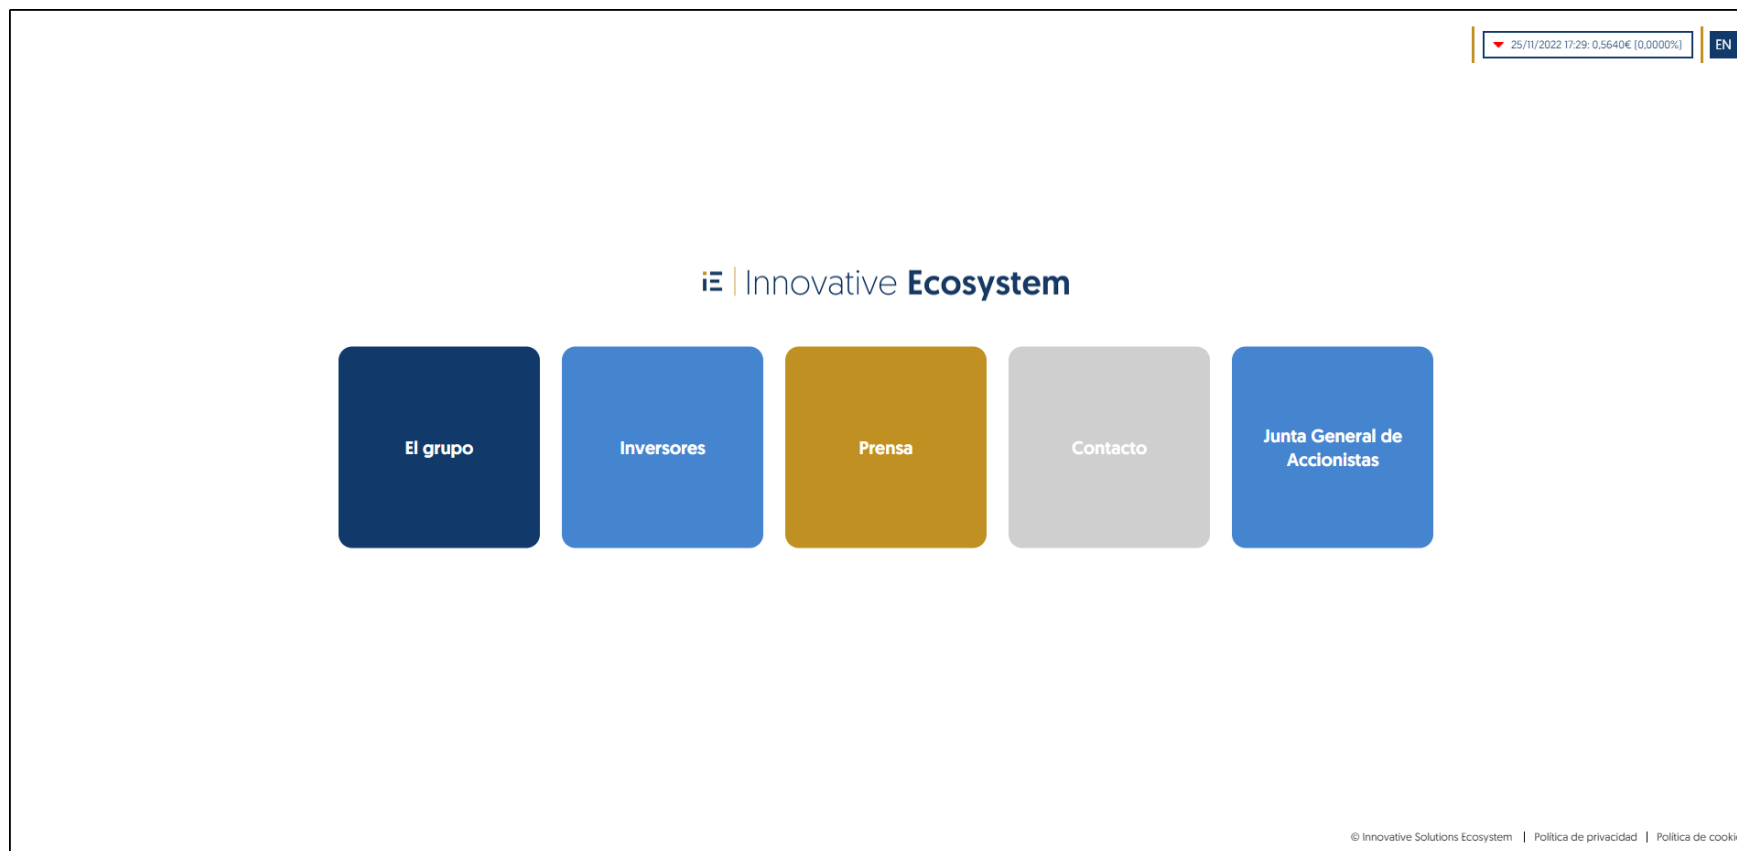 25/11/2022 17:29: 0,5640€ (0,0000%)
EN
iE | Innovative Ecosystem
El grupo
Inversores
Prensa
Contacto
Junta General de
Accionistas
© Innovative Solutions Ecosystem | Política de privacidad | Política de cookie